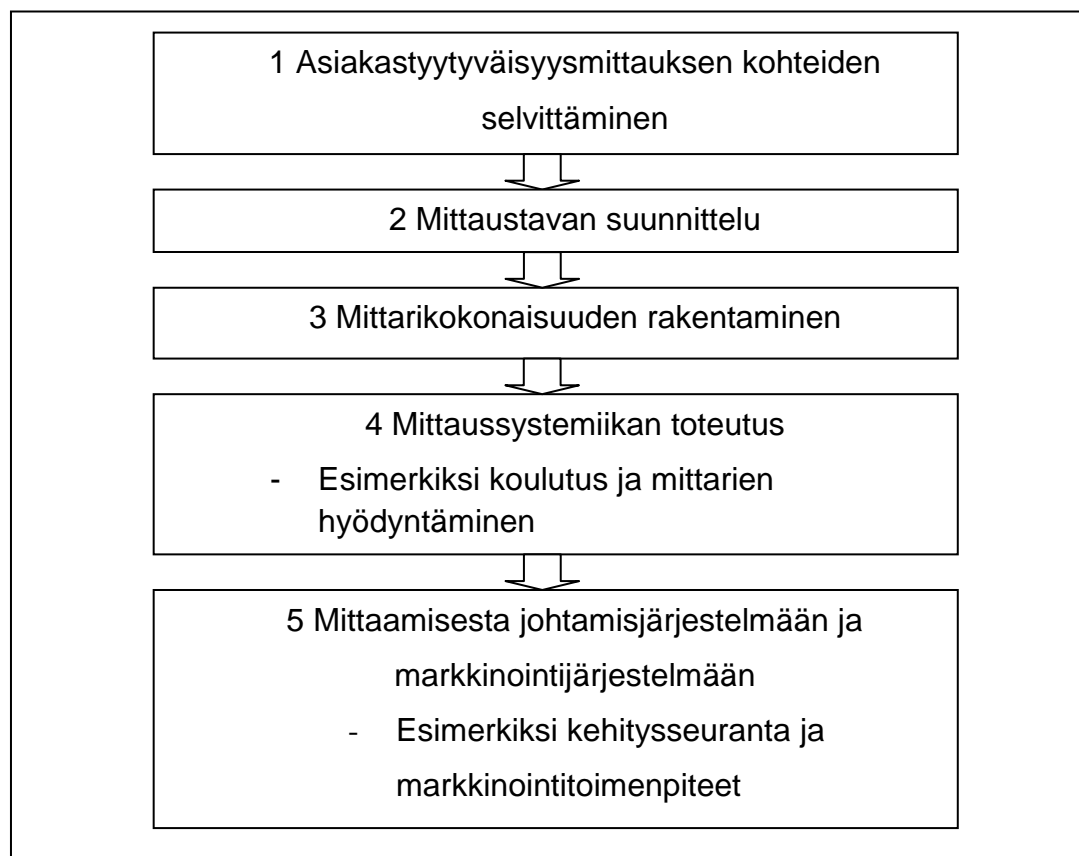 1 Asiakastyytyväisyysmittauksen kohteiden
selvittäminen
2 Mittaustavan suunnittelu
3 Mittarikokonaisuuden rakentaminen
4 Mittaussystemiikan toteutus
- Esimerkiksi koulutus ja mittarien
hyödyntäminen
5 Mittaamisesta johtamisjärjestelmään ja
markkinointijärjestelmään
- Esimerkiksi kehitysseuranta ja
markkinointitoimenpiteet